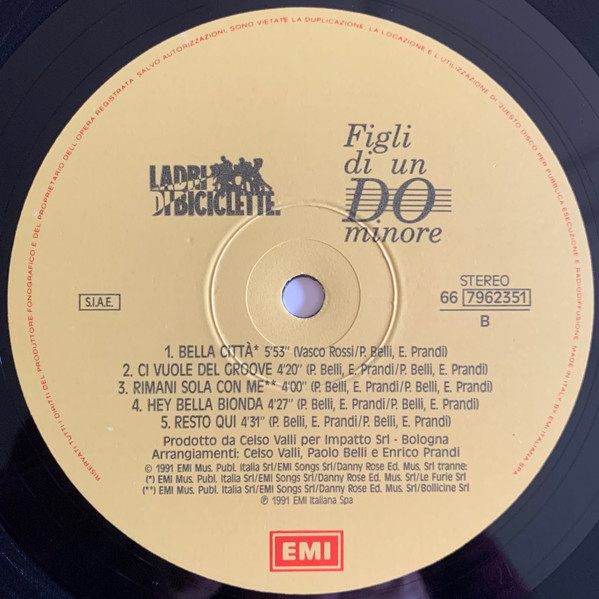 RISERVATI TUTTI I DIRITTI DEL PRODUTTORE FONOGRAFICO E DEL PROPRIETARIO DELL'OPERA REGISTRATA. SALVO AUTORIZZAZIONI, SONO VIETATE LA DUPLICAZIONE, LA LOCAZIONE E L'UTILIZZAZIONE DI QUESTO DISCO PER PUBBLICA ESECUZIONE E RADIODIFFUSIONE. MADE IN ITALY BY EMI ITALIANA SPA
LADRI
DI BICICLETTE.
Figli
di un
DO
minore
S.I.A.E.
STEREO
66 7962351
B
1. BELLA CITTÀ* 5'53" (Vasco Rossi/P. Belli, E. Prandi)
2. CI VUOLE DEL GROOVE 4'20" (P. Belli, E. Prandi/P. Belli, E. Prandi)
3. RIMANI SOLA CON ME** 4'00" (P. Belli, E. Prandi/P. Belli, E. Prandi)
4. HEY BELLA BIONDA 4'27" (P. Belli, E. Prandi/P. Belli, E. Prandi)
5. RESTO QUI 4'31" (P. Belli, E. Prandi/P. Belli, E. Prandi)
Prodotto da Celso Valli per Impatto Srl - Bologna
Arrangiamenti: Celso Valli, Paolo Belli e Enrico Prandi
© 1991 EMI Mus. Publ. Italia Srl/EMI Songs Srl/Danny Rose Ed. Mus. Srl tranne:
(*) EMI Mus. Publ. Italia Srl/EMI Songs Srl/Danny Rose Ed. Mus. Srl/Le Furie Srl
(**) EMI Mus. Publ. Italia Srl/EMI Songs Srl/Danny Rose Ed. Mus. Srl/Bollicine Srl
℗ 1991 EMI Italiana Spa
EMI